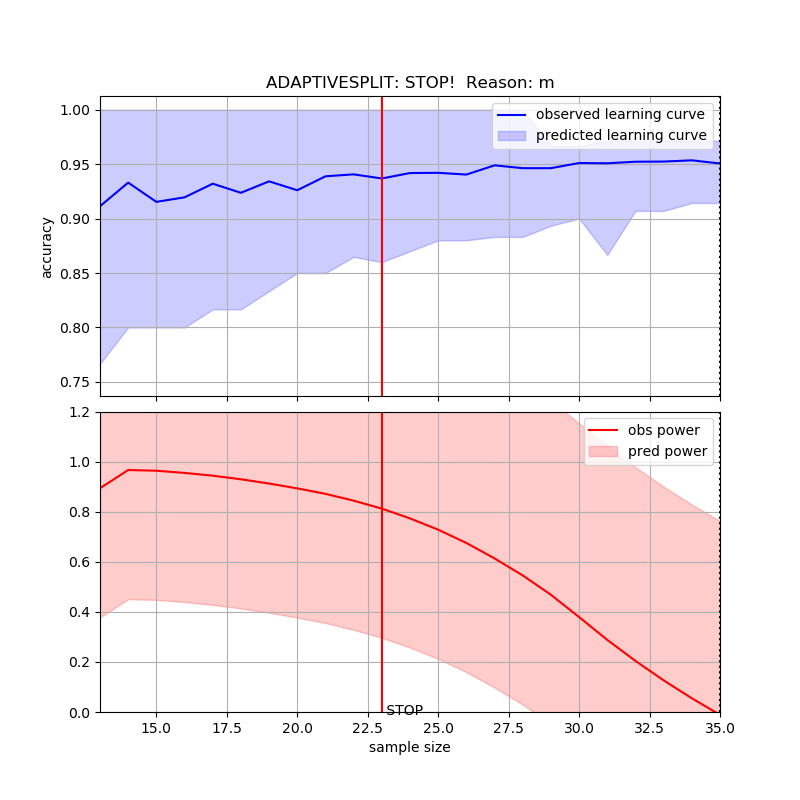 ADAPTIVESPLIT: STOP!  Reason: m
observed learning curve
predicted learning curve
1.00
0.95
0.90
0.85
0.80
0.75
accuracy
obs power
pred power
1.2
1.0
0.8
0.6
0.4
0.2
0.0
STOP
15.0 17.5 20.0 22.5 25.0 27.5 30.0 32.5 35.0
sample size